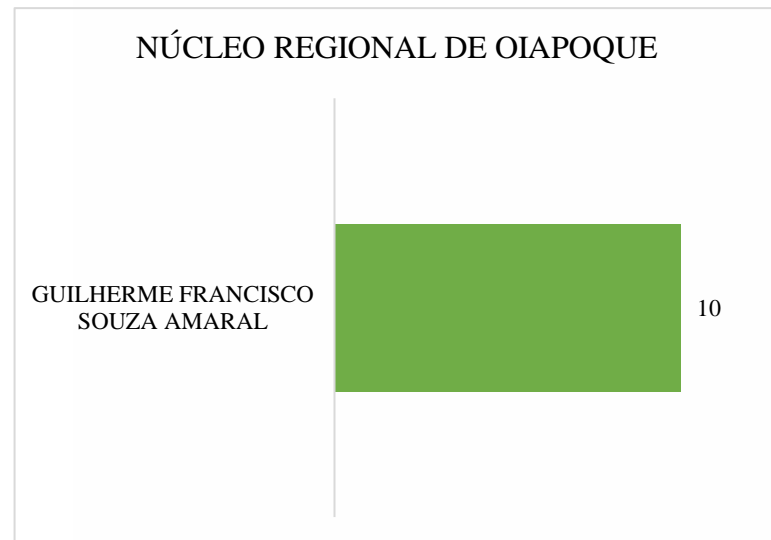 NÚCLEO REGIONAL DE OIAPOQUE
GUILHERME FRANCISCO
SOUZA AMARAL
10